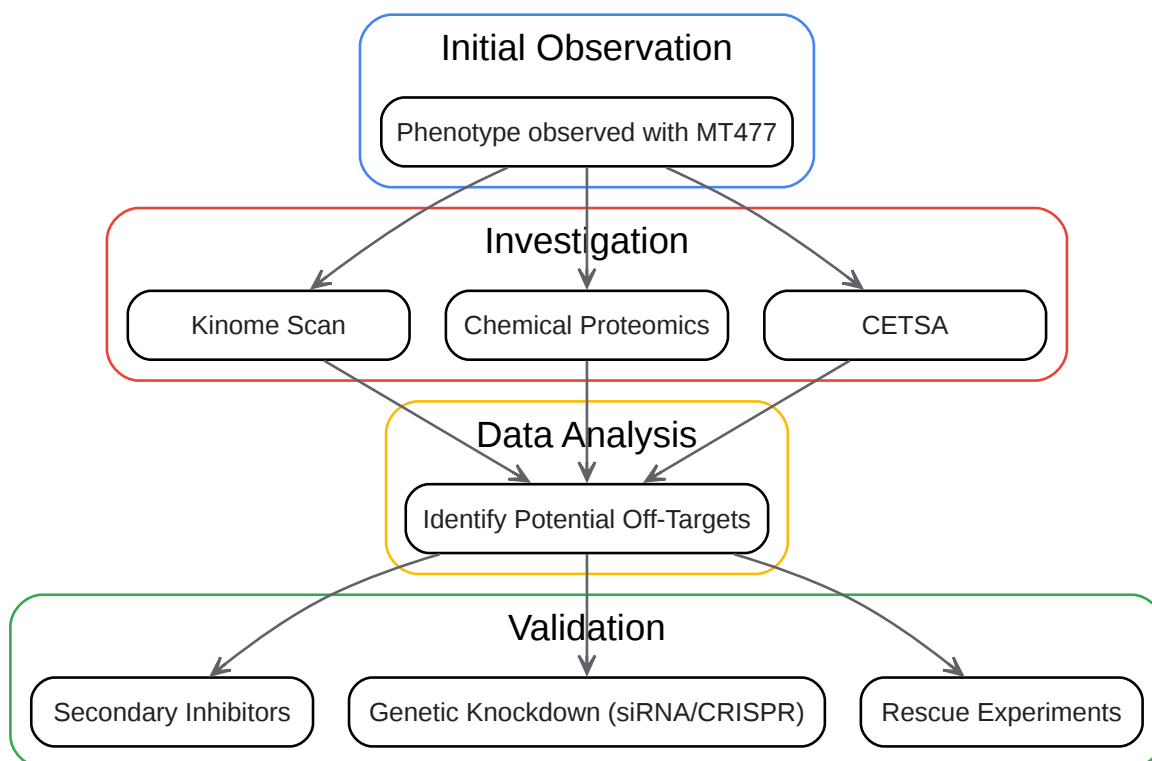 Initial Observation
Phenotype observed with MT477
Investigation
Kinome Scan
Chemical Proteomics
CETSA
Data Analysis
Identify Potential Off-Targets
Validation
Secondary Inhibitors
Genetic Knockdown (siRNA/CRISPR)
Rescue Experiments